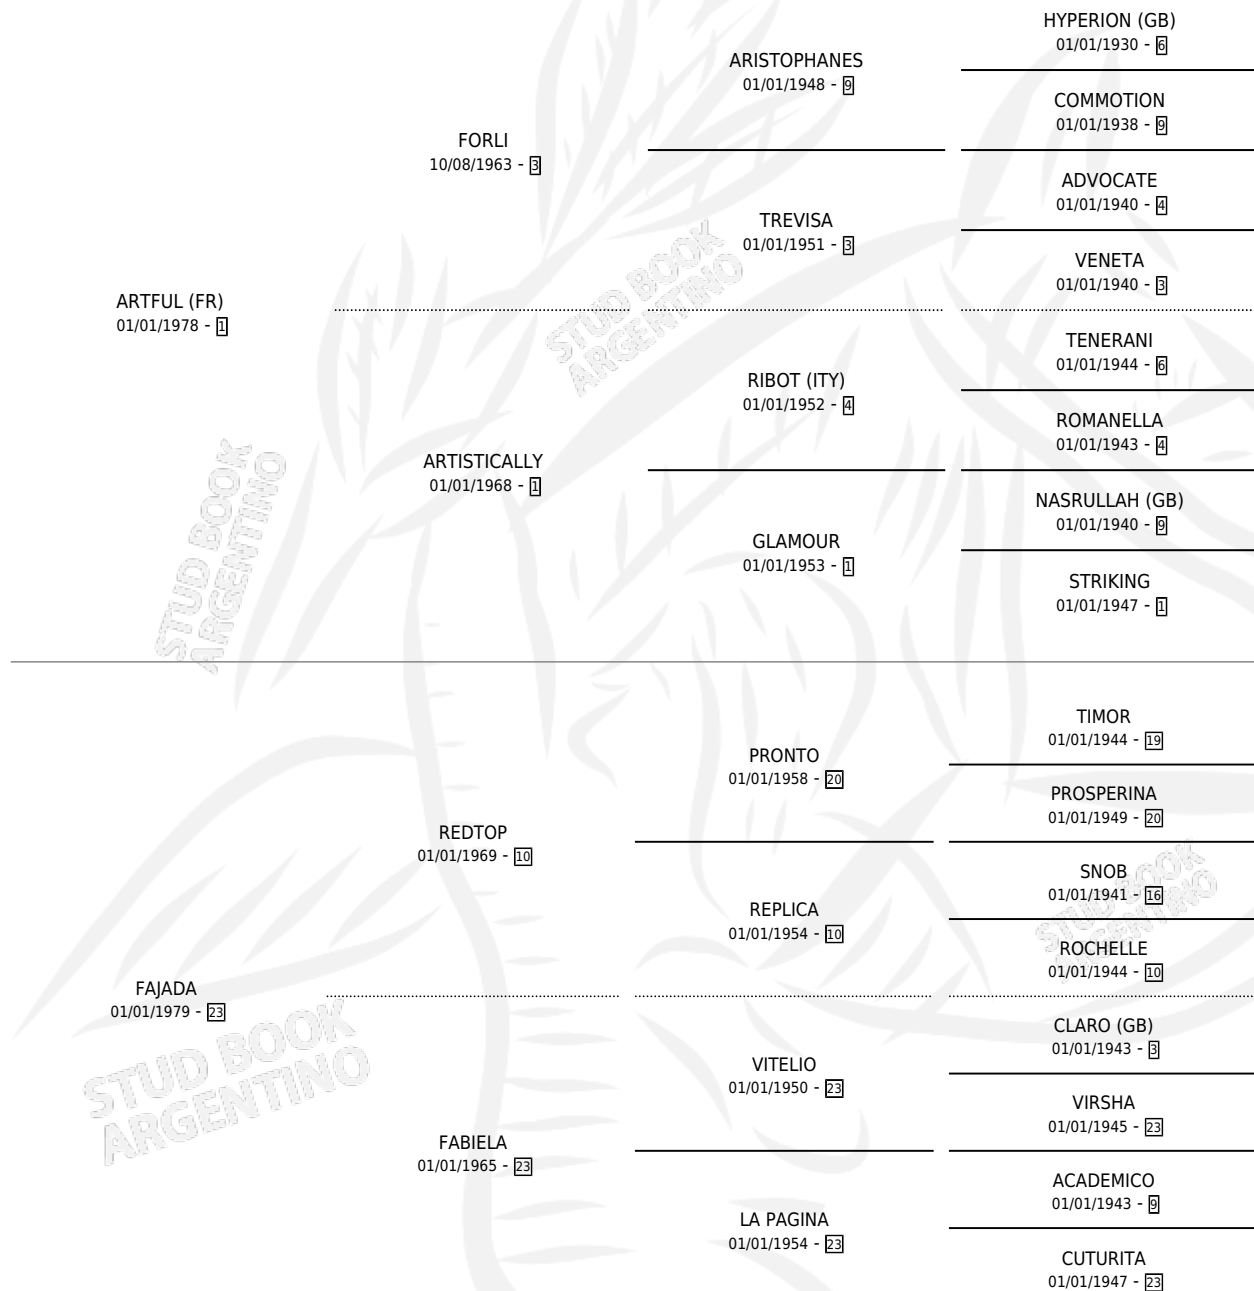 HYPERION (GB)
01/01/1930 - 6
ARISTOPHANES
01/01/1948 - 9
COMMOTION
01/01/1938 - 9
FORLI
10/08/1963 - 3
ADVOCATE
01/01/1940 - 4
TREVISA
01/01/1951 - 3
VENETA
01/01/1940 - 3
ARTFUL (FR)
01/01/1978 - 1
TENERANI
01/01/1944 - 6
RIBOT (ITY)
01/01/1952 - 4
ROMANELLA
01/01/1943 - 4
ARTISTICALLY
01/01/1968 - 1
NASRULLAH (GB)
01/01/1940 - 9
GLAMOUR
01/01/1953 - 1
STRIKING
01/01/1947 - 1
TIMOR
01/01/1944 - 19
PRONTO
01/01/1958 - 20
PROSPERINA
01/01/1949 - 20
REDTOP
01/01/1969 - 10
SNOB
01/01/1941 - 16
REPLICA
01/01/1954 - 10
ROCHELLE
01/01/1944 - 10
FAJADA
01/01/1979 - 23
CLARO (GB)
01/01/1943 - 3
VITELIO
01/01/1950 - 23
VIRSHA
01/01/1945 - 23
FABIELA
01/01/1965 - 23
ACADEMICO
01/01/1943 - 9
LA PAGINA
01/01/1954 - 23
CUTURITA
01/01/1947 - 23
STUD BOOK
ARGENTINO
STUD BOOK
ARGENTINO
STUD BOOK
ARGENTINO
STUD BOOK
ARGENTINO